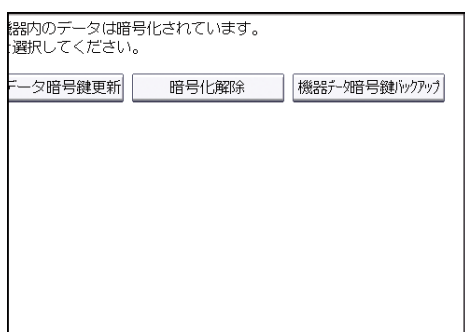 機器内のデータは暗号化されています。
選択してください。
データ暗号鍵更新 暗号化解除 機器ﾃﾞｰﾀ暗号鍵ﾊﾞｯｸｱｯﾌﾟ